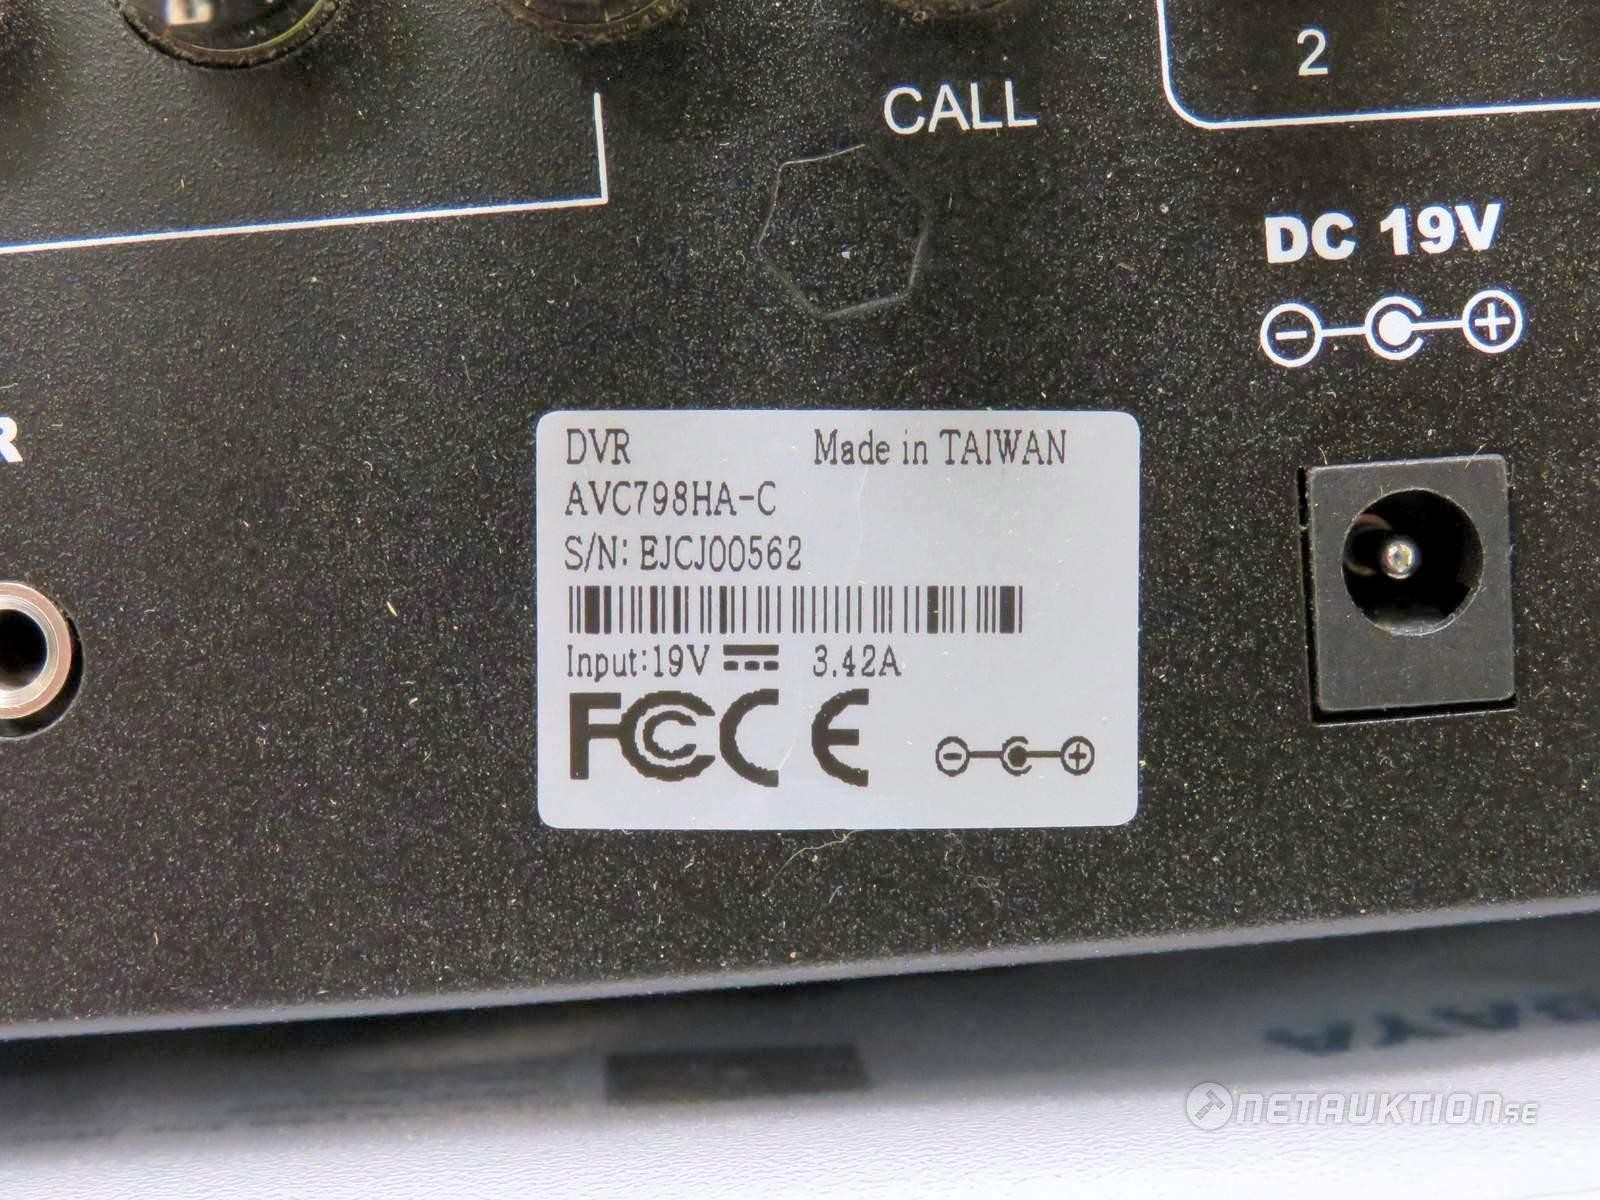 2
CALL
DC 19V
R
DVR Made in TAIWAN
AVC798HA-C
S/N: EJCJ00562
Input:19V 3.42A
FCC CE
NETAUKTION.SE